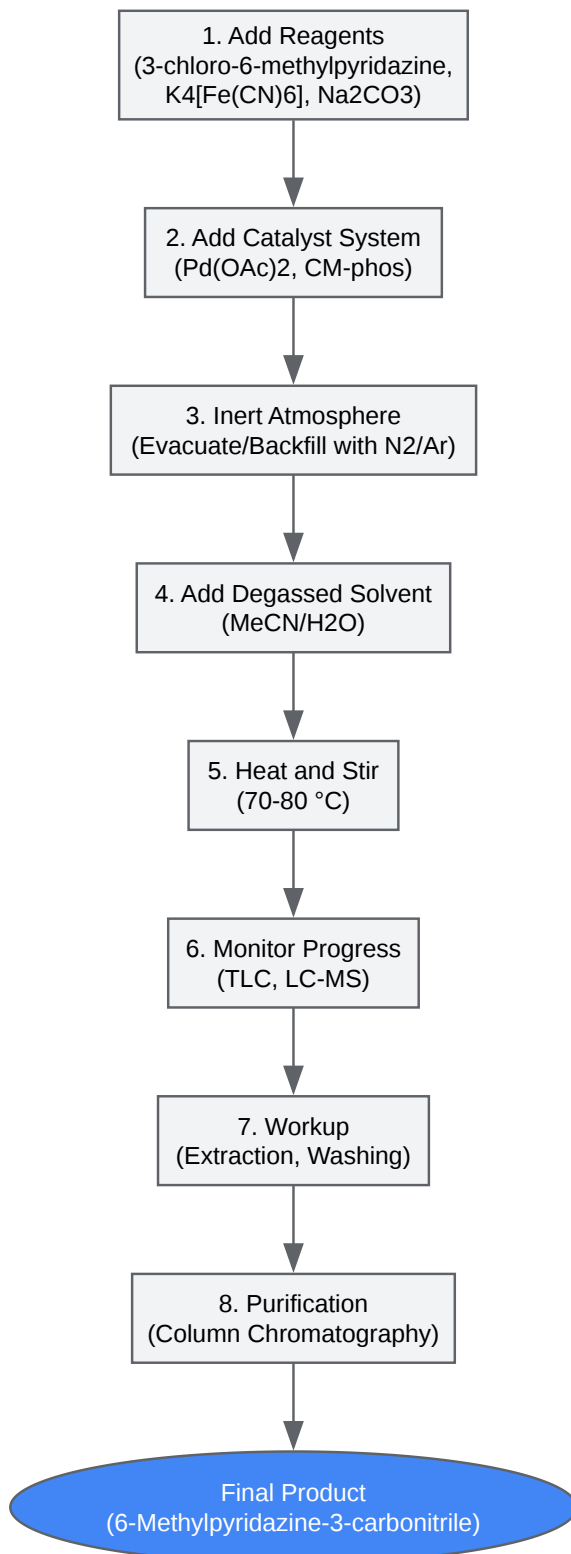 1. Add Reagents
(3-chloro-6-methylpyridazine,
K4[Fe(CN)6], Na2CO3)
2. Add Catalyst System
(Pd(OAc)2, CM-phos)
3. Inert Atmosphere
(Evacuate/Backfill with N2/Ar)
4. Add Degassed Solvent
(MeCN/H2O)
5. Heat and Stir
(70-80 °C)
6. Monitor Progress
(TLC, LC-MS)
7. Workup
(Extraction, Washing)
8. Purification
(Column Chromatography)
Final Product
(6-Methylpyridazine-3-carbonitrile)